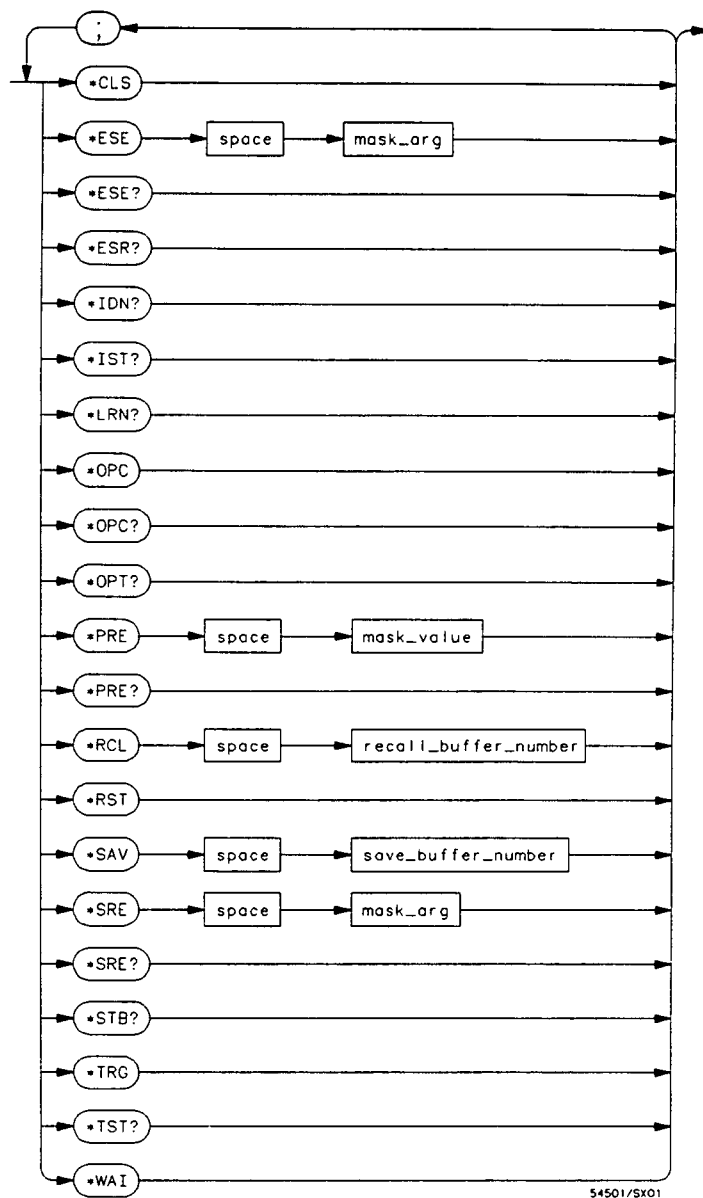 ;
*CLS
*ESE space mask_arg
*ESE?
*ESR?
*IDN?
*IST?
*LRN?
*OPC
*OPC?
*OPT?
*PRE space mask_value
*PRE?
*RCL space recall_buffer_number
*RST
*SAV space save_buffer_number
*SRE space mask_arg
*SRE?
*STB?
*TRG
*TST?
*WAI
54501/SX01